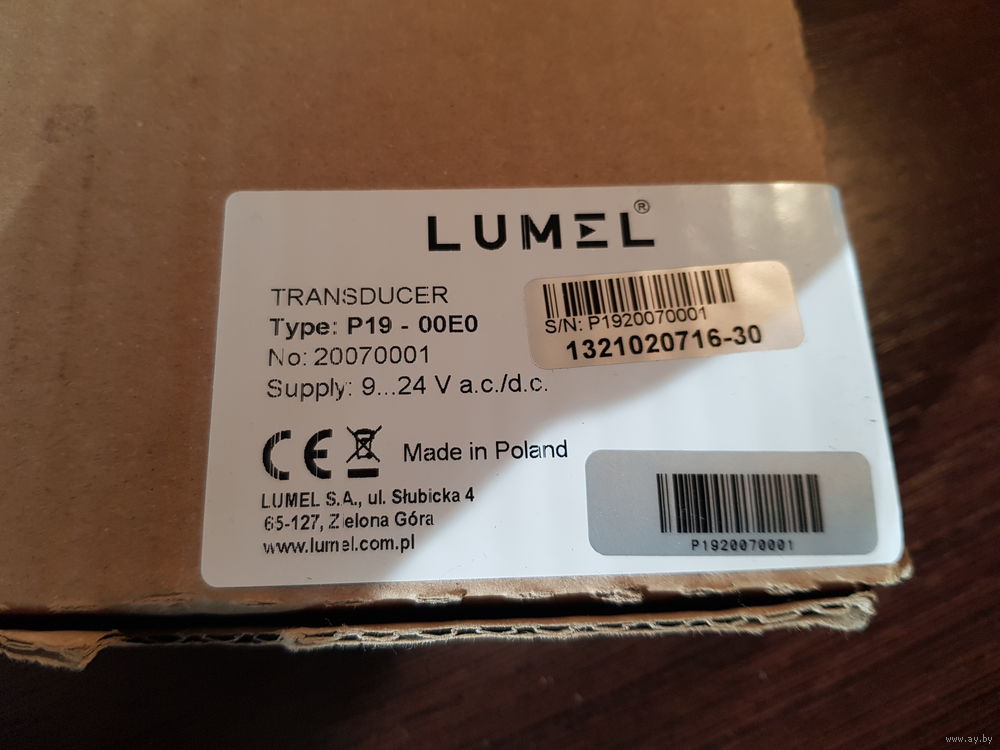 LUMEL®
TRANSDUCER
Type: P19 - 00E0
No: 20070001
Supply: 9...24 V a.c./d.c.
S/N: P1920070001
1321020716-30
CE Made in Poland
LUMEL S.A., ul. Słubicka 4
65-127, Zielona Góra
www.lumel.com.pl
P1920070001
www.ay.by